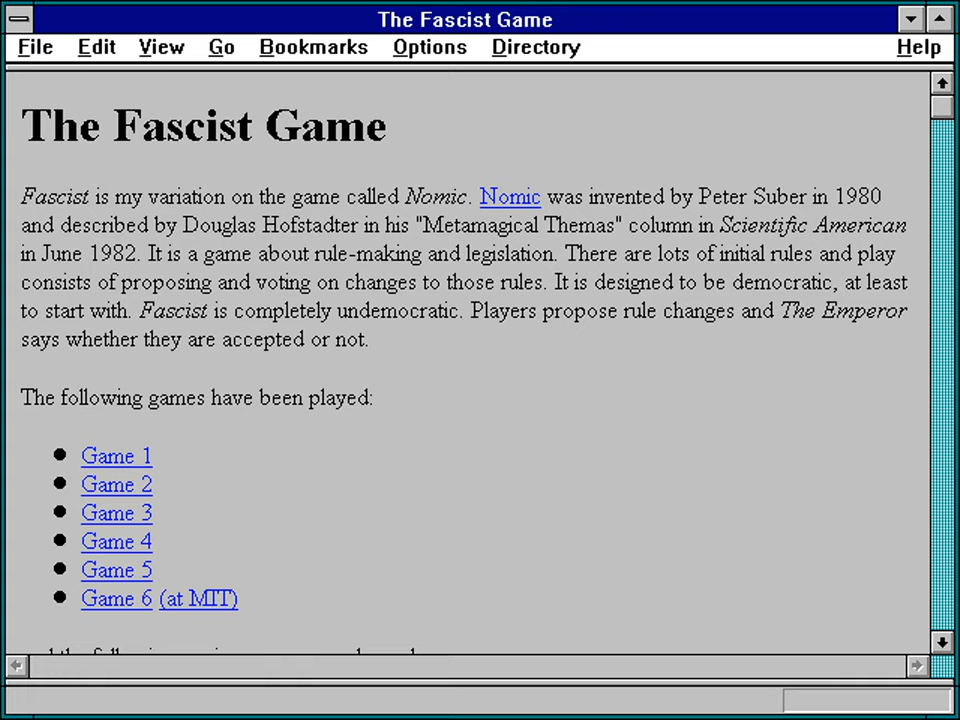 The Fascist Game
File Edit View Go Bookmarks Options Directory Help
The Fascist Game
Fascist is my variation on the game called Nomic. Nomic was invented by Peter Suber in 1980
and described by Douglas Hofstadter in his "Metamagical Themas" column in Scientific American
in June 1982. It is a game about rule-making and legislation. There are lots of initial rules and play
consists of proposing and voting on changes to those rules. It is designed to be democratic, at least
to start with. Fascist is completely undemocratic. Players propose rule changes and The Emperor
says whether they are accepted or not.
The following games have been played:
Game 1
Game 2
Game 3
Game 4
Game 5
Game 6 (at MIT)